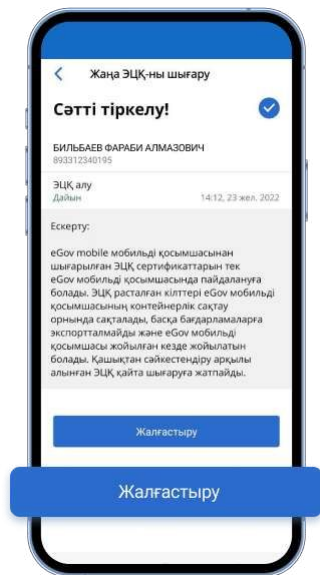 Жаңа ЭЦҚ-ны шығару
Сәтті тіркелу!
БИЛЬБАЕВ ФАРАБИ АЛМАЗОВИЧ
893312340195
ЭЦҚ алу
Дайын 14:12, 23 жел. 2022
Ескерту:
eGov mobile мобильді қосымшасынан
шығарылған ЭЦҚ сертификаттарын тек
eGov мобильді қосымшасында пайдалануға
болады. ЭЦҚ расталған кілттері eGov мобильді
қосымшасының контейнерлік сақтау
орнында сақталады, басқа бағдарламаларға
экспортталмайды және eGov мобильді
қосымшасы жойылған кезде жойылатын
болады. Қашықтан сәйкестендіру арқылы
алынған ЭЦҚ қайта шығаруға жатпайды.
Жалғастыру
Жалғастыру